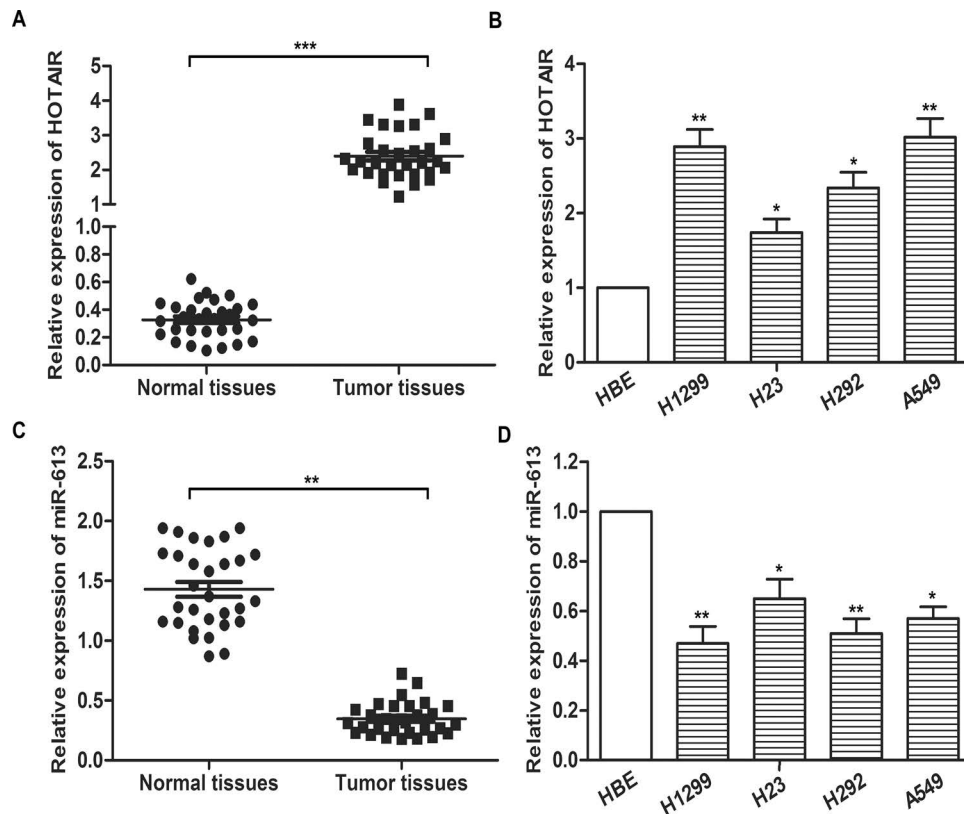 A
Relative expression of HOTAIR
5
4
3
2
1
1.0
0.8
0.6
0.4
0.2
0.0
***
Normal tissues
Tumor tissues
B
Relative expression of HOTAIR
4
3
2
1
0
**
*
*
**
HBE
H1299
H23
H292
A549
C
Relative expression of miR-613
2.5
2.0
1.5
1.0
0.5
0.0
**
Normal tissues
Tumor tissues
D
Relative expression of miR-613
1.2
1.0
0.8
0.6
0.4
0.2
0.0
**
*
**
*
HBE
H1299
H23
H292
A549